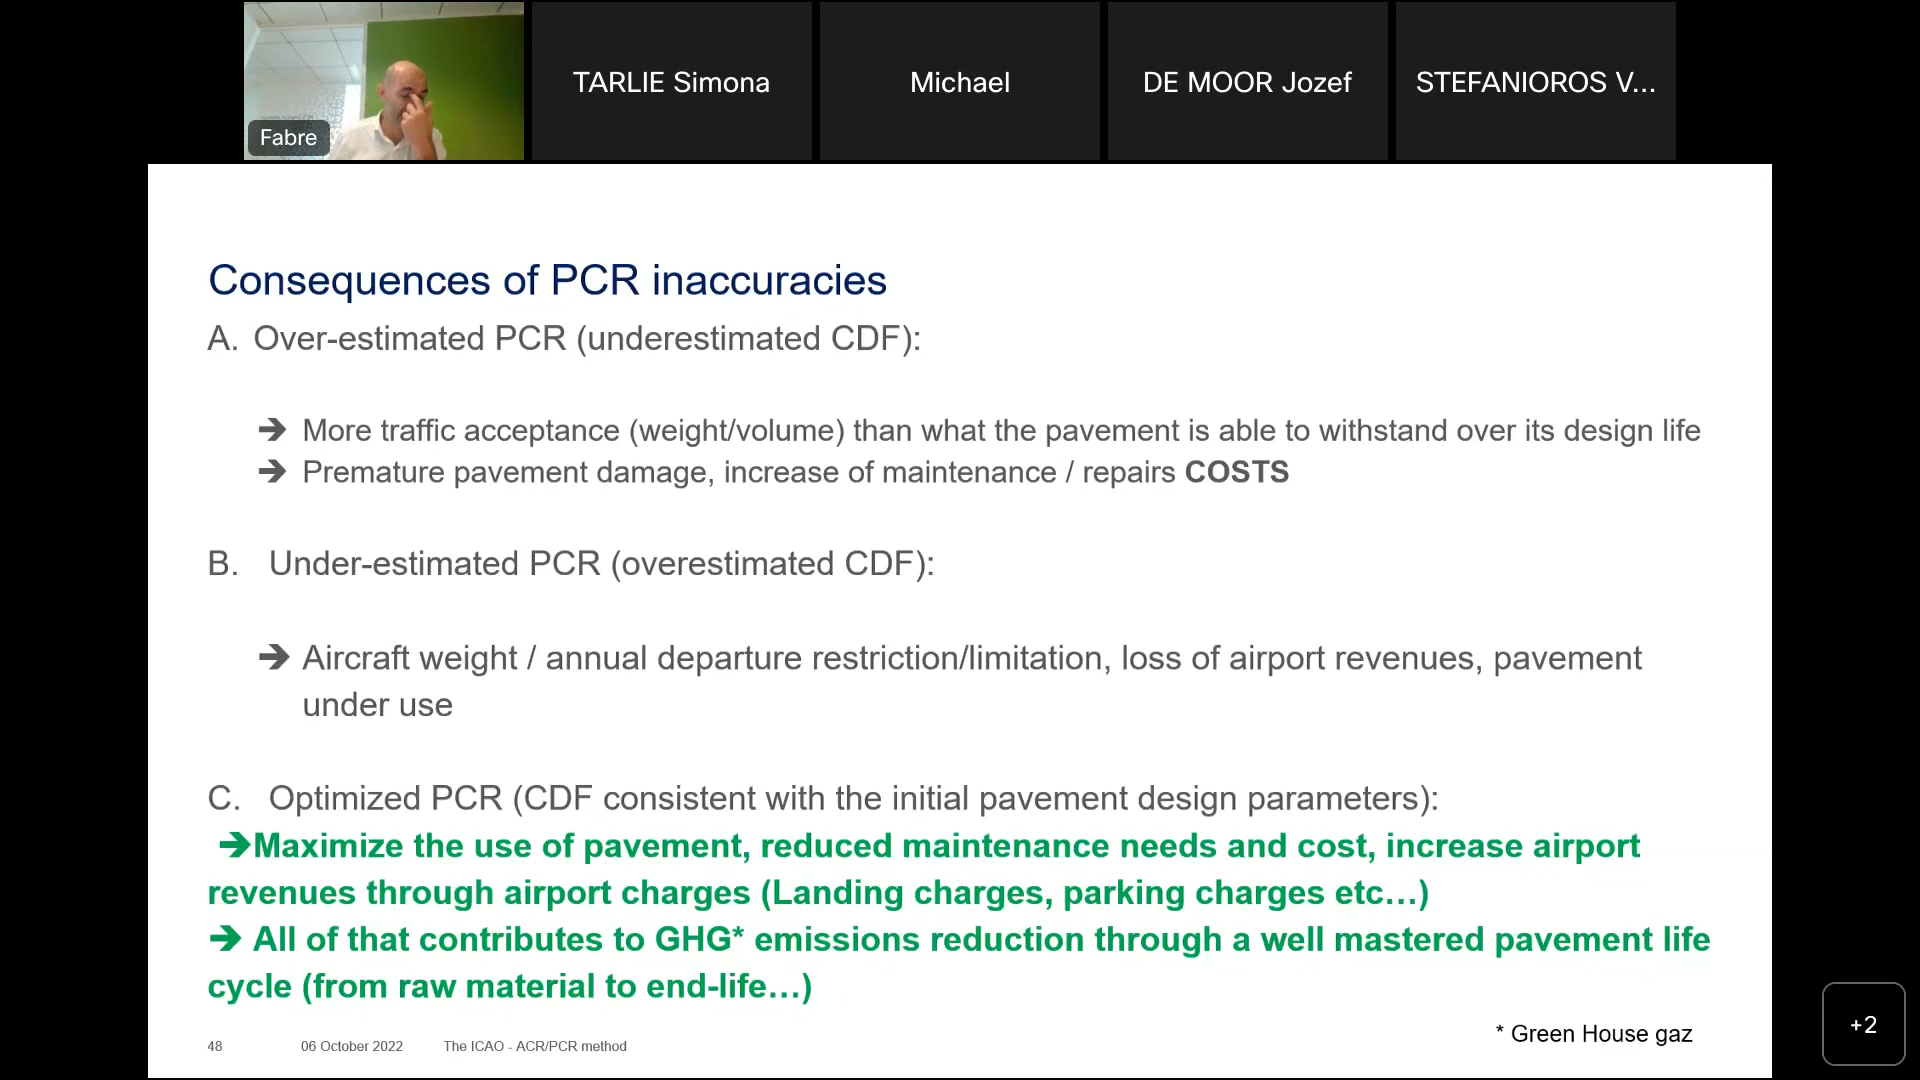 Fabre
TARLIE Simona
Michael
DE MOOR Jozef
STEFANIOROS V...
Consequences of PCR inaccuracies
A. Over-estimated PCR (underestimated CDF):
➔ More traffic acceptance (weight/volume) than what the pavement is able to withstand over its design life
➔ Premature pavement damage, increase of maintenance / repairs COSTS
B. Under-estimated PCR (overestimated CDF):
➔ Aircraft weight / annual departure restriction/limitation, loss of airport revenues, pavement
under use
C. Optimized PCR (CDF consistent with the initial pavement design parameters):
➔Maximize the use of pavement, reduced maintenance needs and cost, increase airport
revenues through airport charges (Landing charges, parking charges etc…)
➔ All of that contributes to GHG* emissions reduction through a well mastered pavement life
cycle (from raw material to end-life…)
* Green House gaz
48 06 October 2022 The ICAO - ACR/PCR method
+2